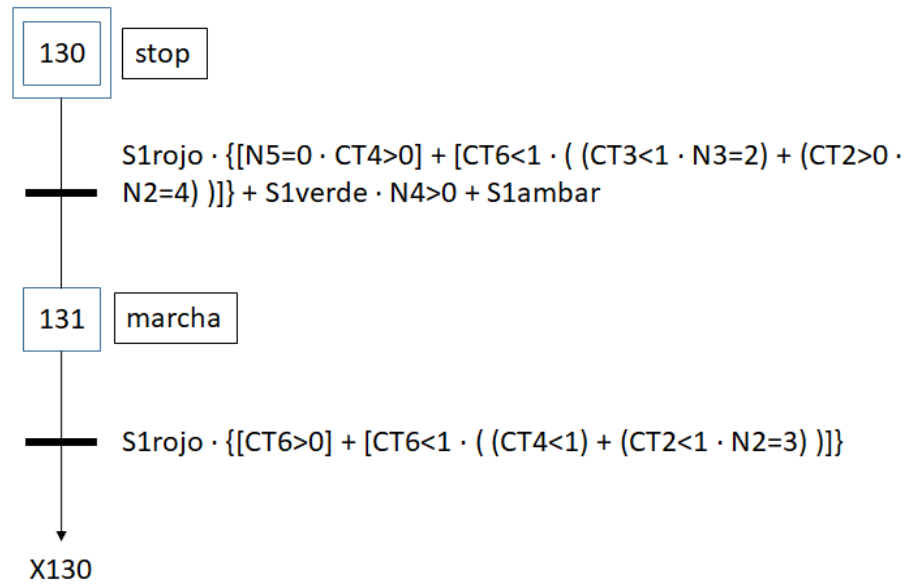 130 stop
S1rojo · {[N5=0 · CT4>0] + [CT6<1 · ( (CT3<1 · N3=2) + (CT2>0 ·
N2=4) )]} + S1verde · N4>0 + S1ambar
131 marcha
S1rojo · {[CT6>0] + [CT6<1 · ( (CT4<1) + (CT2<1 · N2=3) )]}
X130